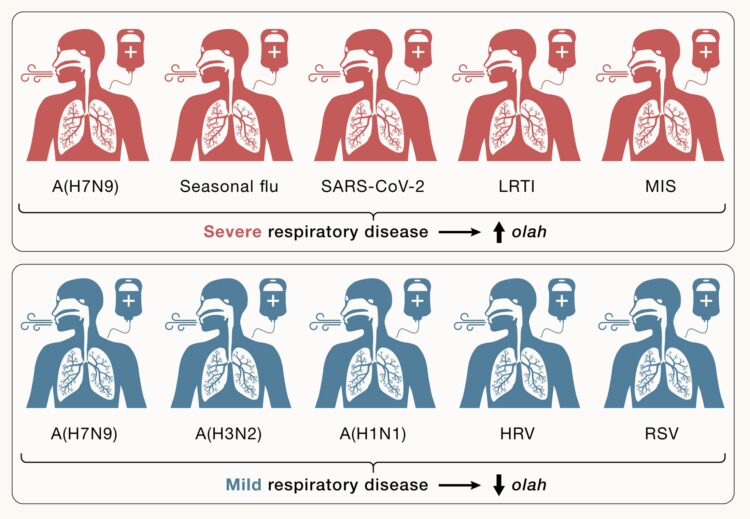 A(H7N9) Seasonal flu SARS-CoV-2 LRTI MIS
Severe respiratory disease → ↑ olah
A(H7N9) A(H3N2) A(H1N1) HRV RSV
Mild respiratory disease → ↓ olah